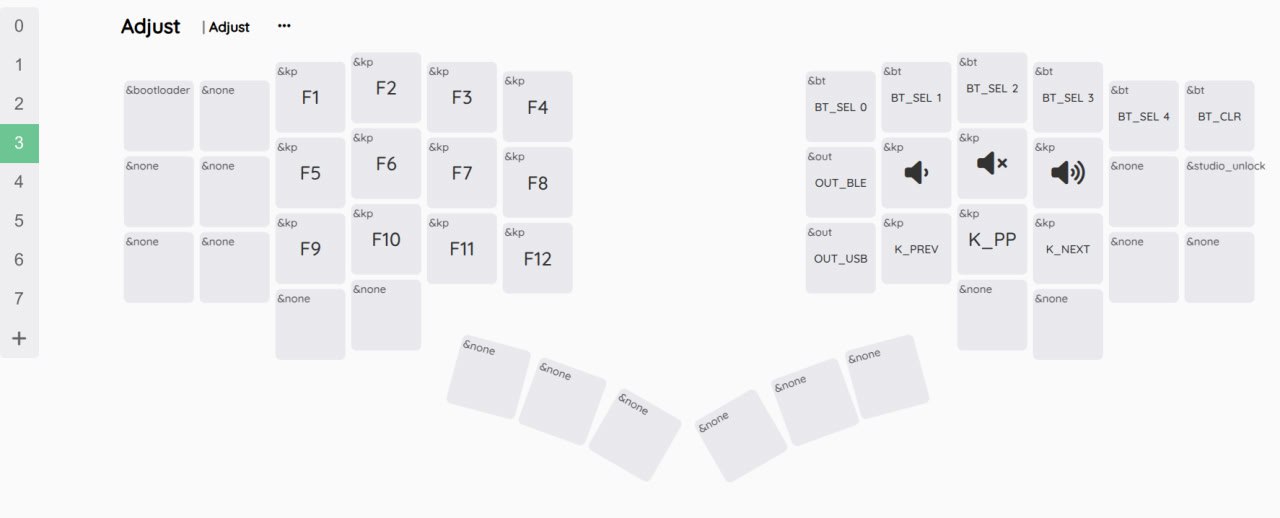 0
1
2
3
4
5
6
7
+
Adjust | Adjust ...
&bootloader
&none
&kp
F1
&kp
F2
&kp
F3
&kp
F4
&none
&none
&kp
F5
&kp
F6
&kp
F7
&kp
F8
&none
&none
&kp
F9
&kp
F10
&kp
F11
&kp
F12
&none
&none
&none
&none
&none
&bt
BT_SEL 0
&bt
BT_SEL 1
&bt
BT_SEL 2
&bt
BT_SEL 3
&bt
BT_SEL 4
&bt
BT_CLR
&out
OUT_BLE
&kp
&kp
&kp
&none
&studio_unlock
&out
OUT_USB
&kp
K_PREV
&kp
K_PP
&kp
K_NEXT
&none
&none
&none
&none
&none
&none
&none